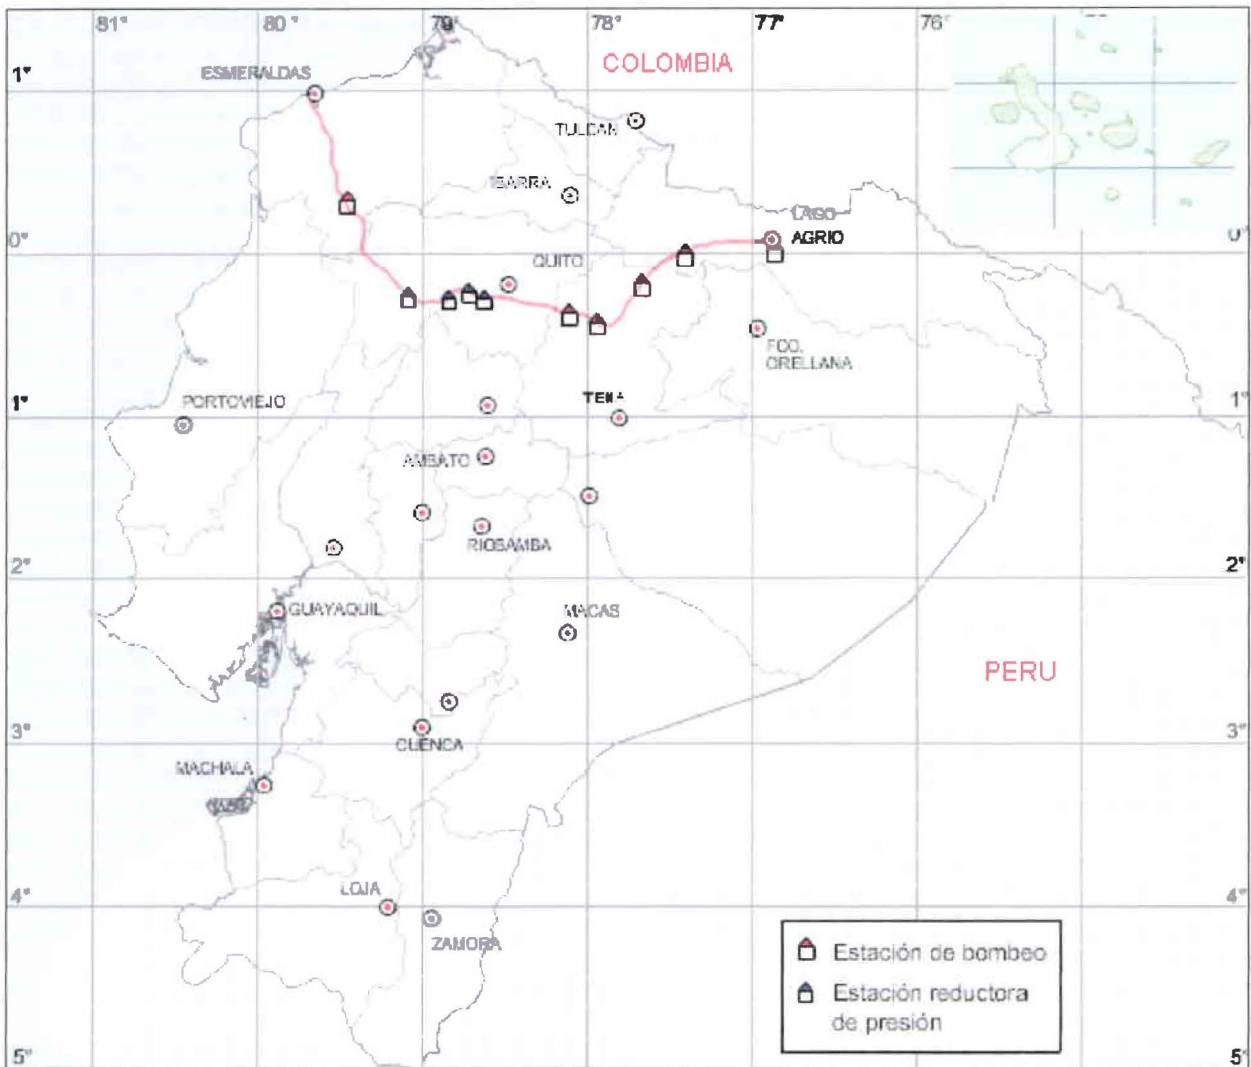 81°
80°
79°
78°
77°
76°
1°
ESMERALDAS
COLOMBIA
TULCAN
IBARRA
LAGO
AGRIO
0°
0°
QUITO
FCO.
ORELLANA
TENA
1°
1°
PORTOVIEJO
AMBATO
RIOBAMBA
2°
2°
GUAYAQUIL
MACAS
PERU
CUENCA
3°
3°
MACHALA
LOJA
4°
4°
ZAMORA
Estación de bombeo
Estación reductora
de presión
5°
5°